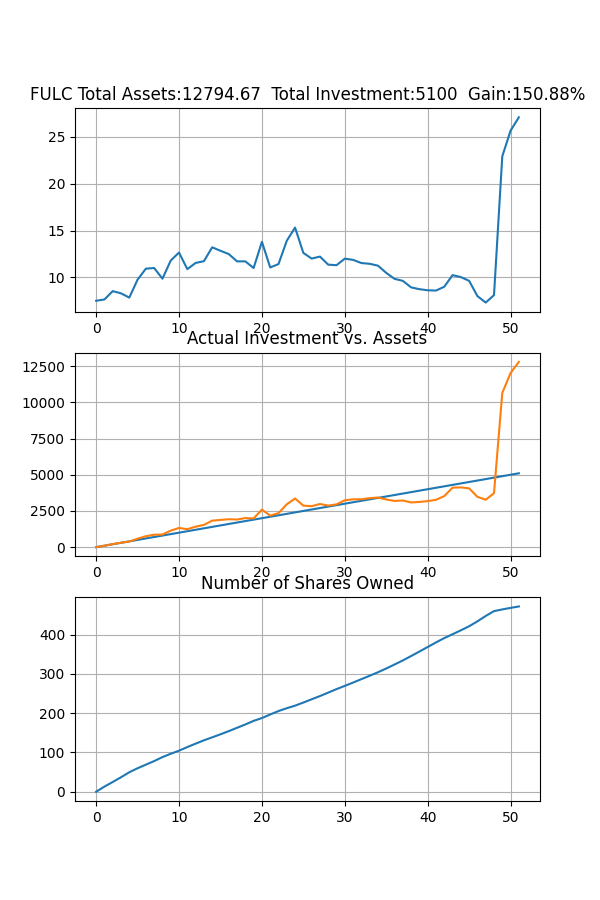 FULC Total Assets:12794.67  Total Investment:5100  Gain:150.88%
25
20
15
10
0 10 20 30 40 50
Actual Investment vs. Assets
12500
10000
7500
5000
2500
0
0 10 20 30 40 50
Number of Shares Owned
400
300
200
100
0
0 10 20 30 40 50